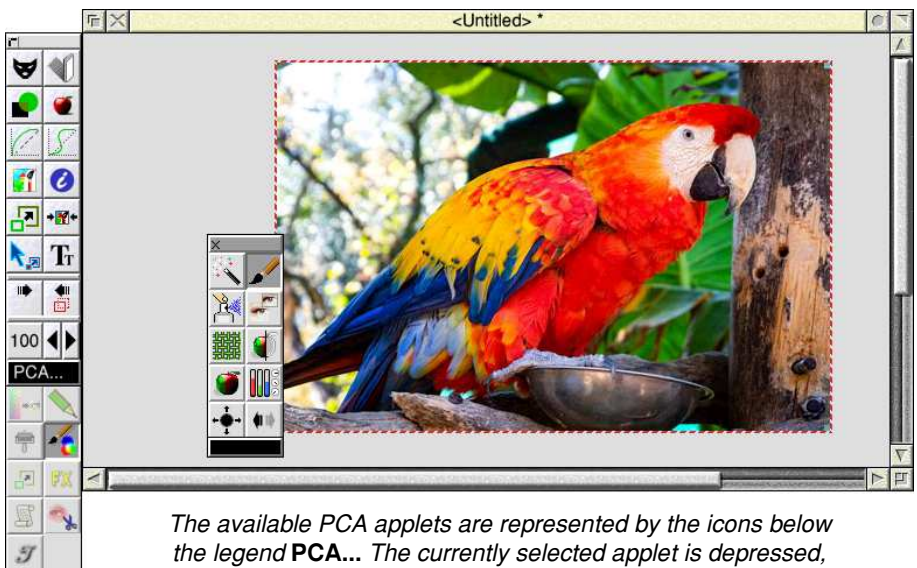 <Untitled> *
100
PCA...
FX
The available PCA applets are represented by the icons below
the legend PCA... The currently selected applet is depressed,